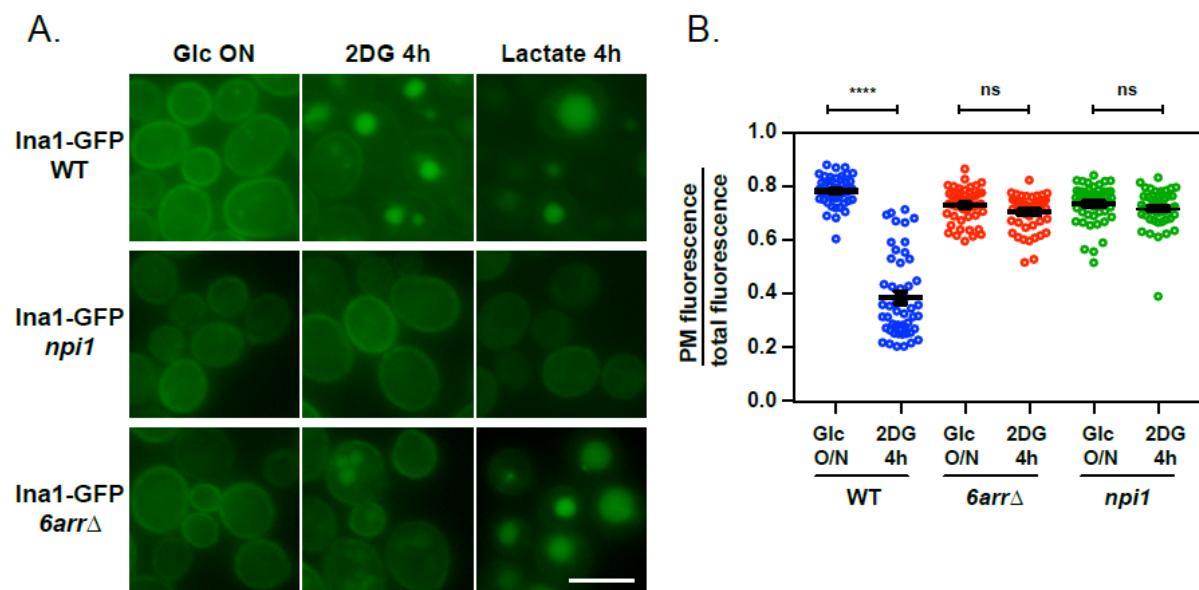 A.
Glc ON 2DG 4h Lactate 4h
Ina1-GFP
WT
Ina1-GFP
npi1
Ina1-GFP
6arrΔ
B.
**** ns ns
PM fluorescence
total fluorescence
1.0
0.8
0.6
0.4
0.2
0.0
Glc 2DG Glc 2DG Glc 2DG
O/N 4h O/N 4h O/N 4h
WT 6arrΔ npi1